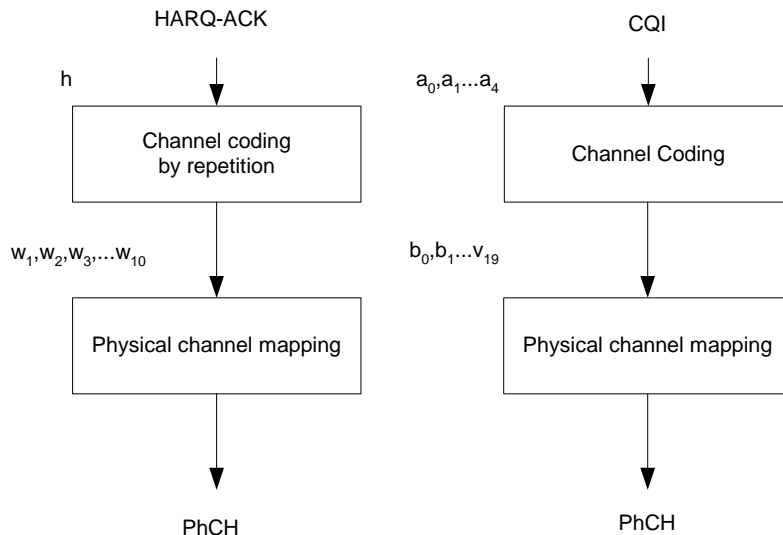 HARQ-ACK
h
Channel coding
by repetition
w1,w2,w3,...w10
Physical channel mapping
PhCH
CQI
a0,a1...a4
Channel Coding
b0,b1...v19
Physical channel mapping
PhCH